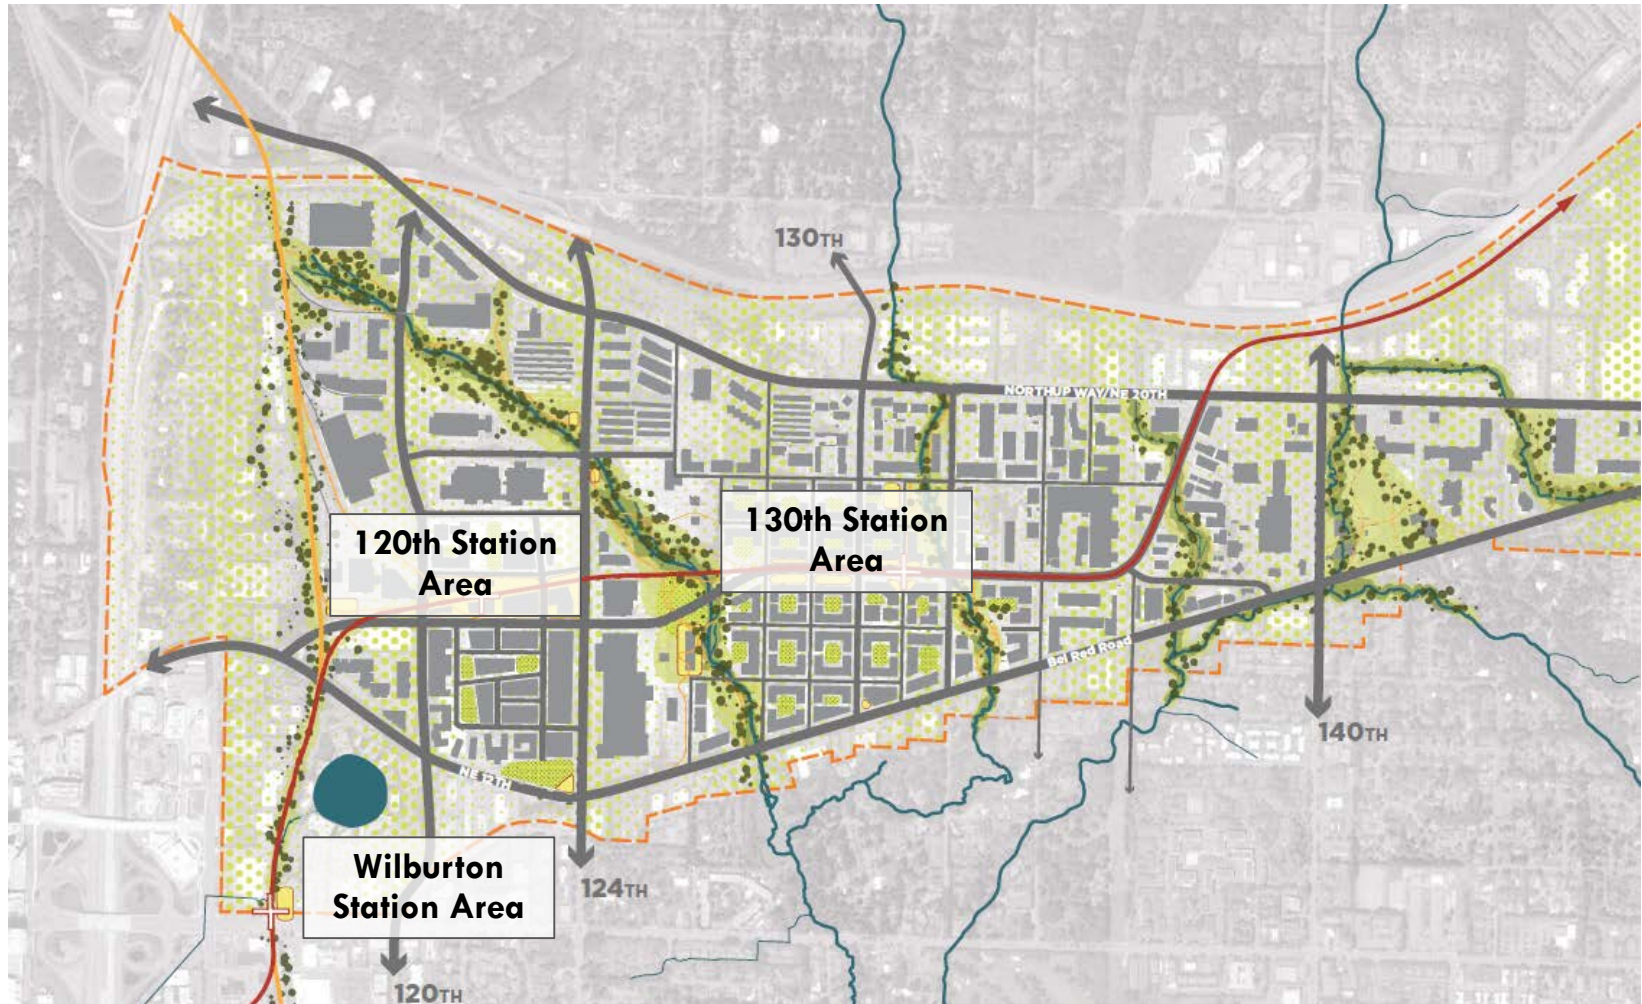 130TH
NORTHUP WAY/NE 20TH
130th Station
Area
120th Station
Area
Bel Red Road
140TH
NE 12TH
Wilburton
Station Area
124TH
120TH